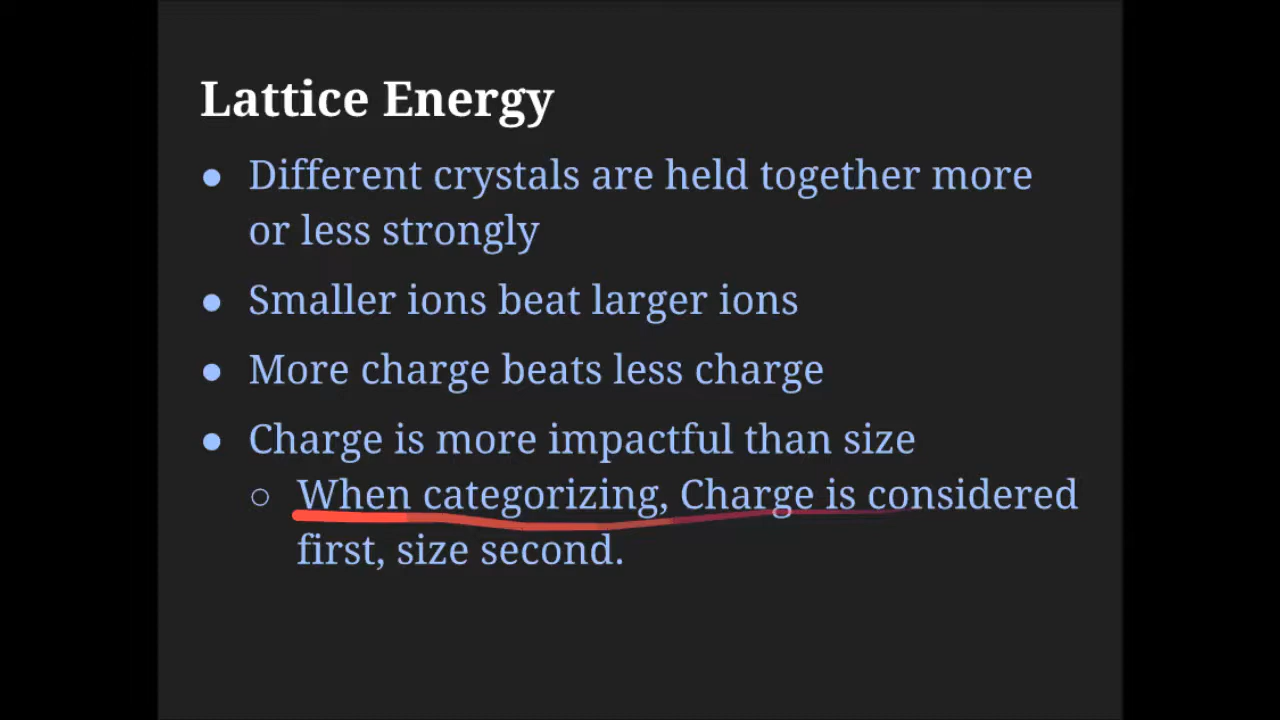 Lattice Energy
● Different crystals are held together more
or less strongly
● Smaller ions beat larger ions
● More charge beats less charge
● Charge is more impactful than size
○ When categorizing, Charge is considered
first, size second.